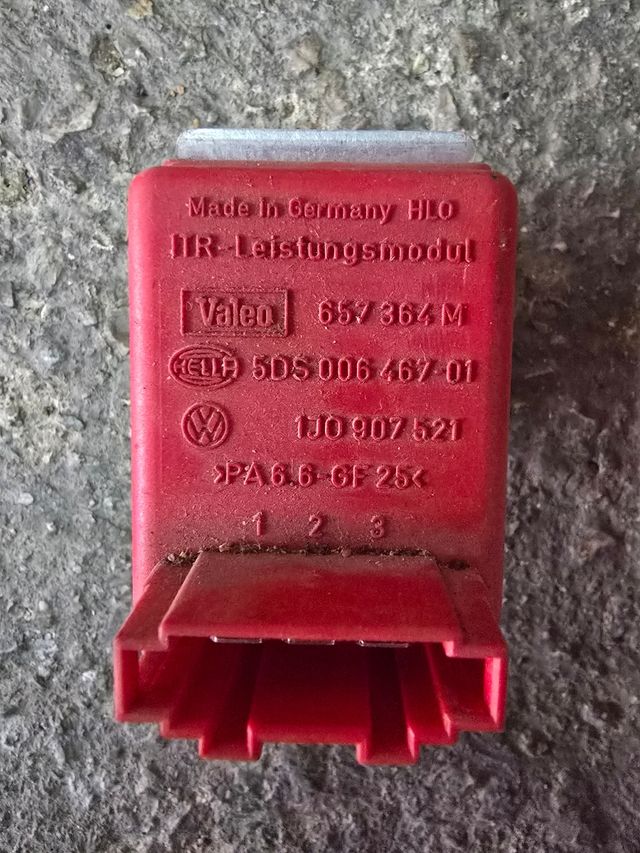 Made in Germany HLO
ITR-Leistungsmodul
Valeo 657 364 M
HELLA 5DS 006 467-01
VW 1J0 907 521
>PA 6.6-GF 25<
1 2 3